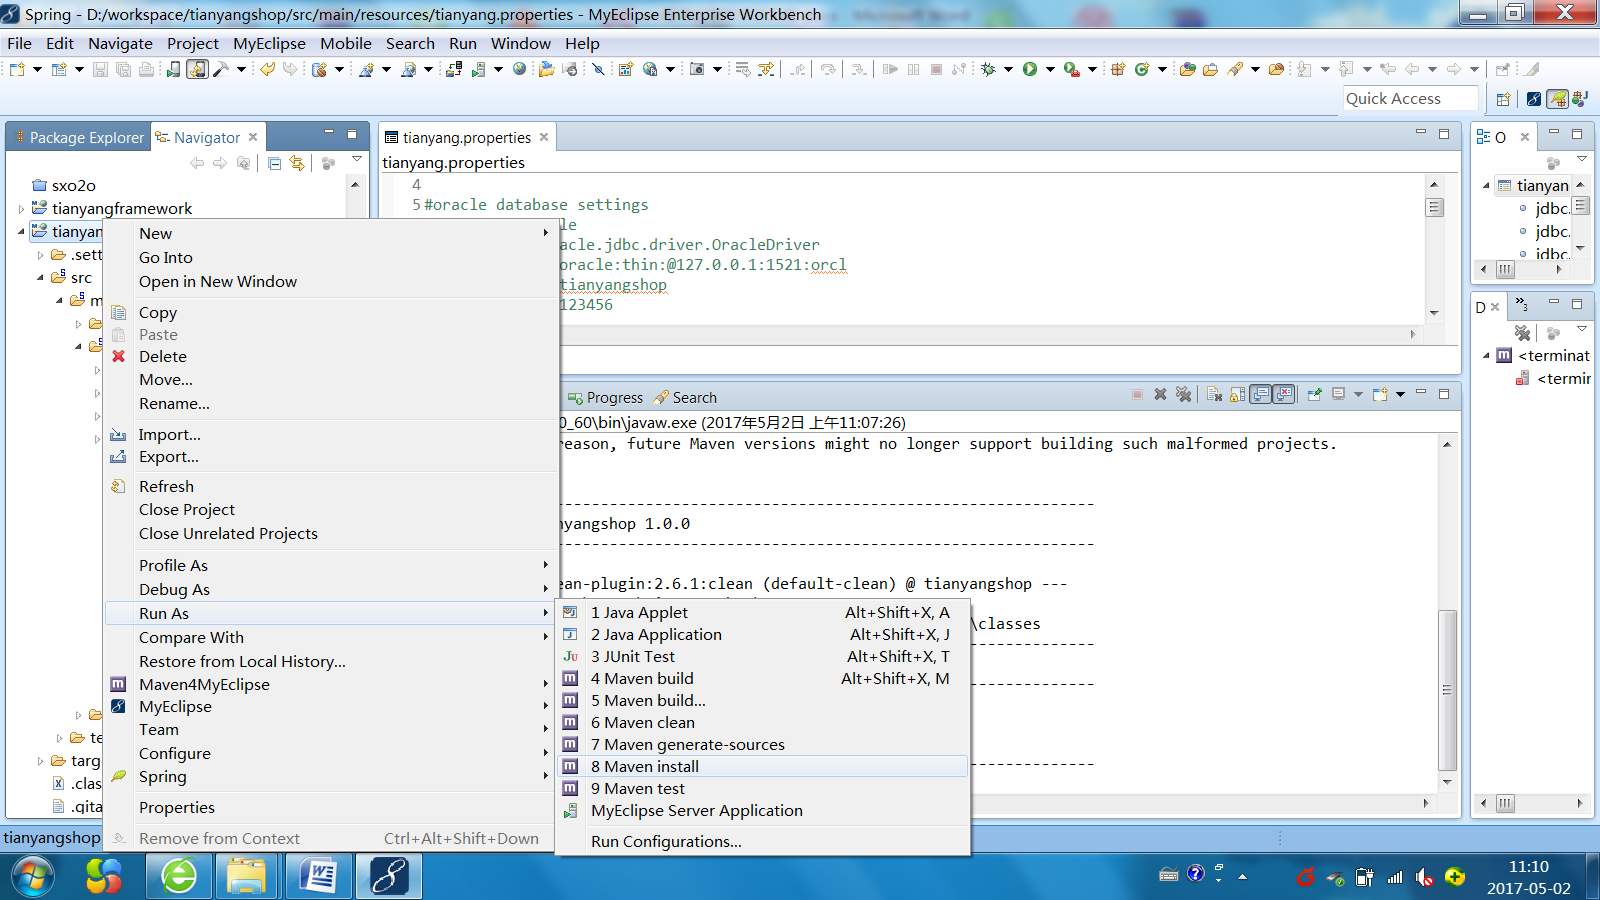 Spring - D:/workspace/tianyangshop/src/main/resources/tianyang.properties - MyEclipse Enterprise Workbench
File Edit Navigate Project MyEclipse Mobile Search Run Window Help
Quick Access
Package Explorer Navigator
tianyang.properties
O
tianyang.properties
sxo2o
tianyangframework
tianyan
.sett
src
m
te
targ
.clas
.gita
4
5 #oracle database settings
le
acle.jdbc.driver.OracleDriver
oracle:thin:@127.0.0.1:1521:orcl
tianyangshop
123456
tianyan
jdbc.
jdbc.
jdbc.
D
3
<terminat
<termin
New
Go Into
Open in New Window
Copy
Paste
Delete
Move...
Rename...
Import...
Export...
Refresh
Close Project
Close Unrelated Projects
Profile As
Debug As
Run As
Compare With
Restore from Local History...
Maven4MyEclipse
MyEclipse
Team
Configure
Spring
Properties
Remove from Context Ctrl+Alt+Shift+Down
Progress Search
0_60\bin\javaw.exe (2017年5月2日 上午11:07:26)
reason, future Maven versions might no longer support building such malformed projects.
------------------------------------------------------
nyangshop 1.0.0
------------------------------------------------------
ean-plugin:2.6.1:clean (default-clean) @ tianyangshop ---
\classes
1 Java Applet Alt+Shift+X, A
2 Java Application Alt+Shift+X, J
3 JUnit Test Alt+Shift+X, T
4 Maven build Alt+Shift+X, M
5 Maven build...
6 Maven clean
7 Maven generate-sources
8 Maven install
9 Maven test
MyEclipse Server Application
Run Configurations...
tianyangshop
11:10
2017-05-02